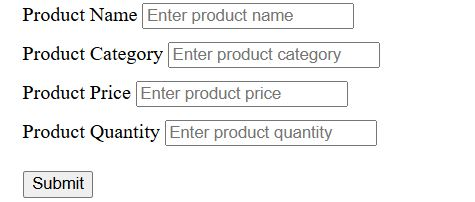 Product Name Enter product name
Product Category Enter product category
Product Price Enter product price
Product Quantity Enter product quantity
Submit